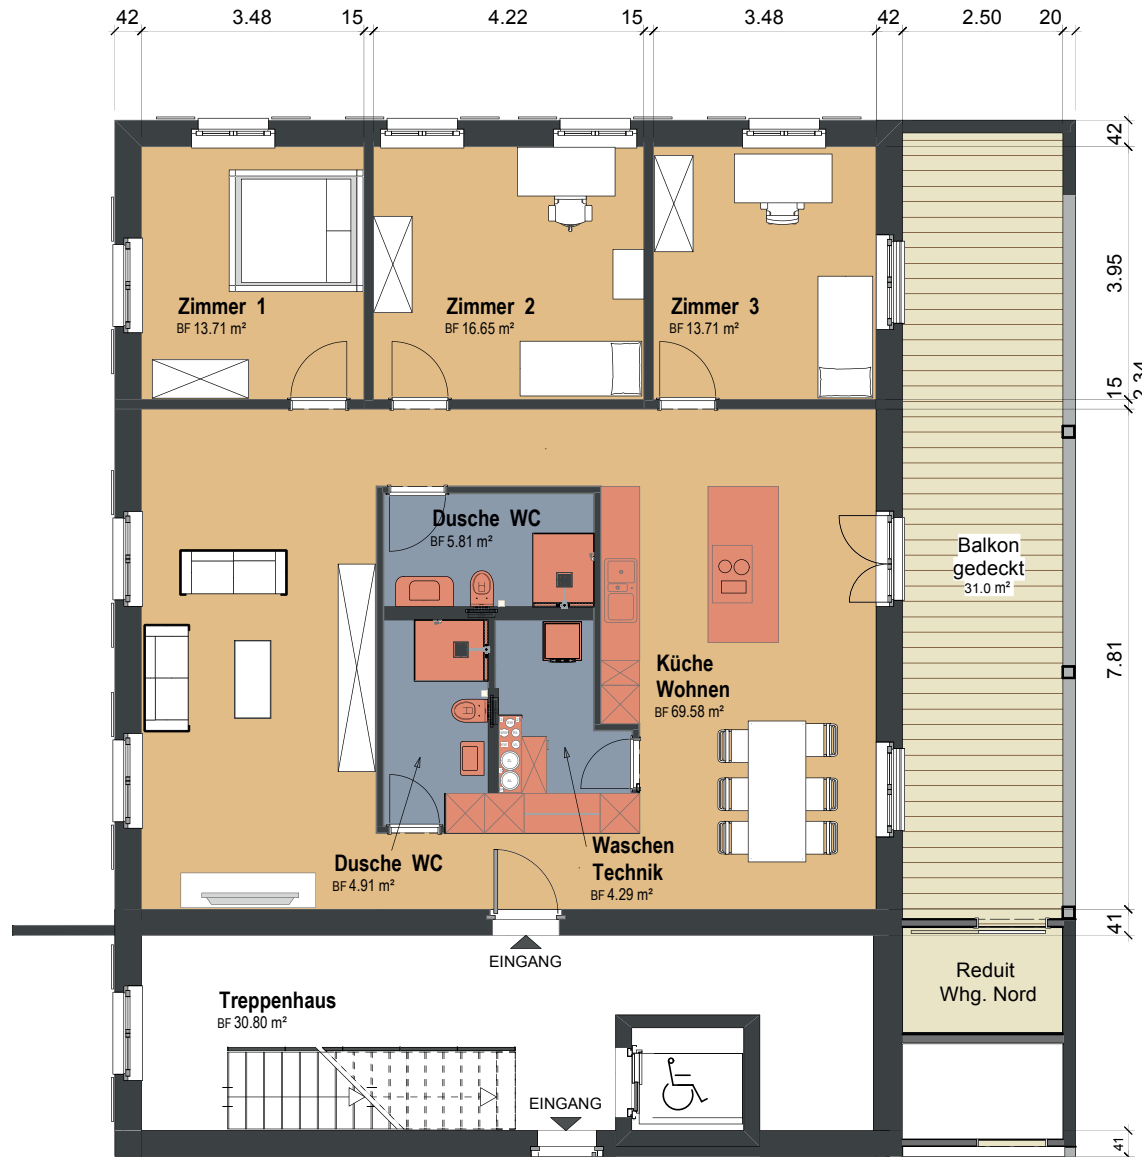 42 3.48 15 4.22 15 3.48 42 2.50 20
42
3.95
15
2.34
7.81
41
41
Zimmer 1
BF 13.71 m²
Zimmer 2
BF 16.65 m²
Zimmer 3
BF 13.71 m²
Dusche WC
BF 5.81 m²
Balkon
gedeckt
31.0 m²
Küche
Wohnen
BF 69.58 m²
Dusche WC
BF 4.91 m²
Waschen
Technik
BF 4.29 m²
EINGANG
Reduit
Whg. Nord
Treppenhaus
BF 30.80 m²
EINGANG